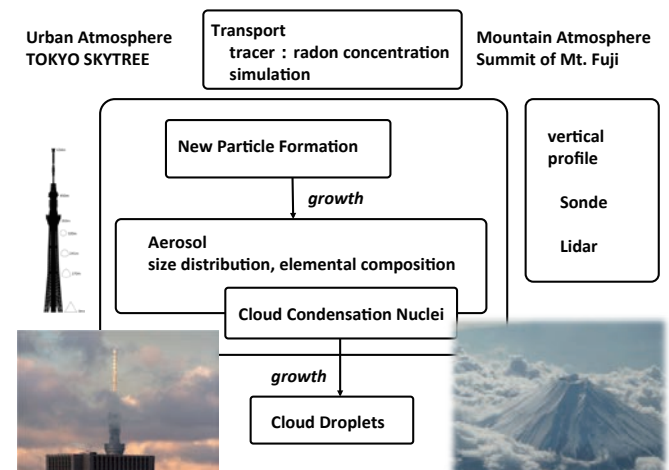 Urban Atmosphere
TOKYO SKYTREE
Transport
tracer：radon concentration
simulation
Mountain Atmosphere
Summit of Mt. Fuji
New Particle Formation
growth
Aerosol
size distribution, elemental composition
Cloud Condensation Nuclei
growth
Cloud Droplets
vertical
profile
Sonde
Lidar